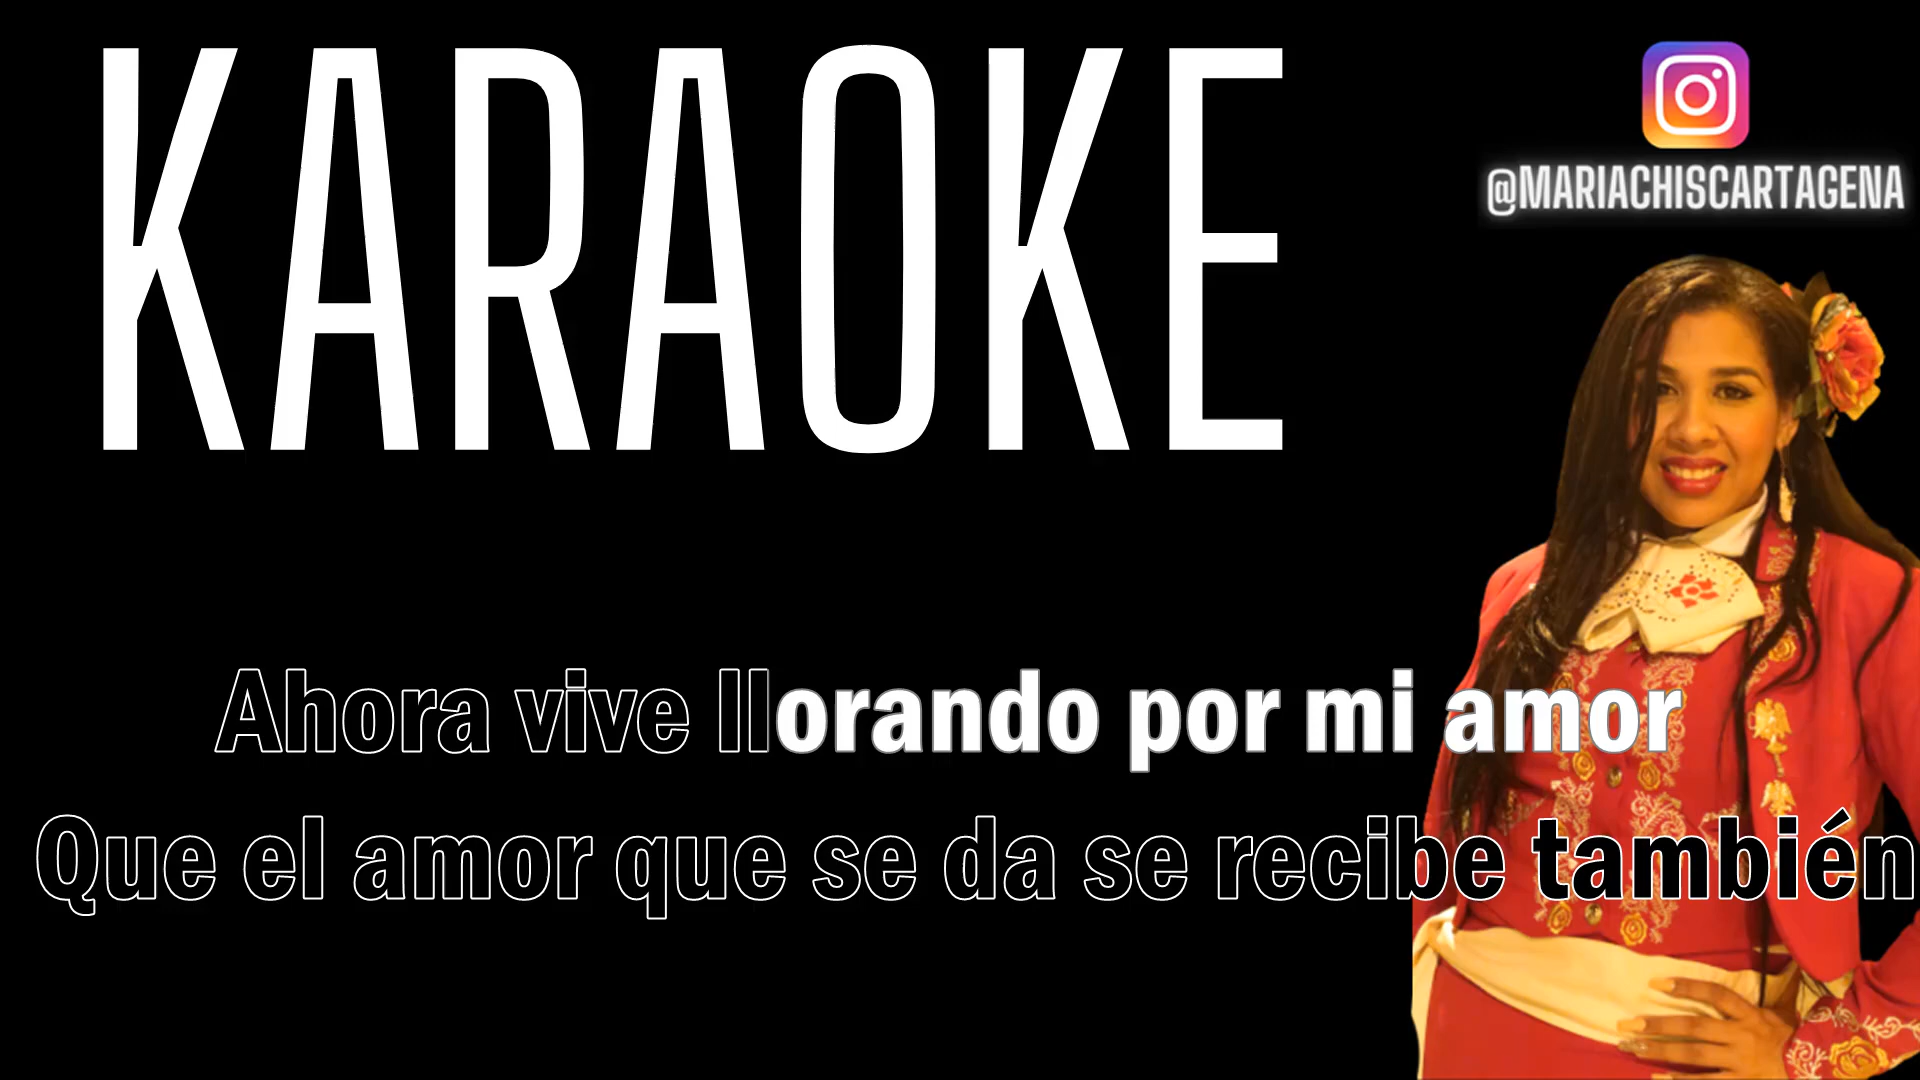 KARAOKE
@MARIACHISCARTAGENA
Ahora vive llorando por mi amor
Que el amor que se da se recibe también